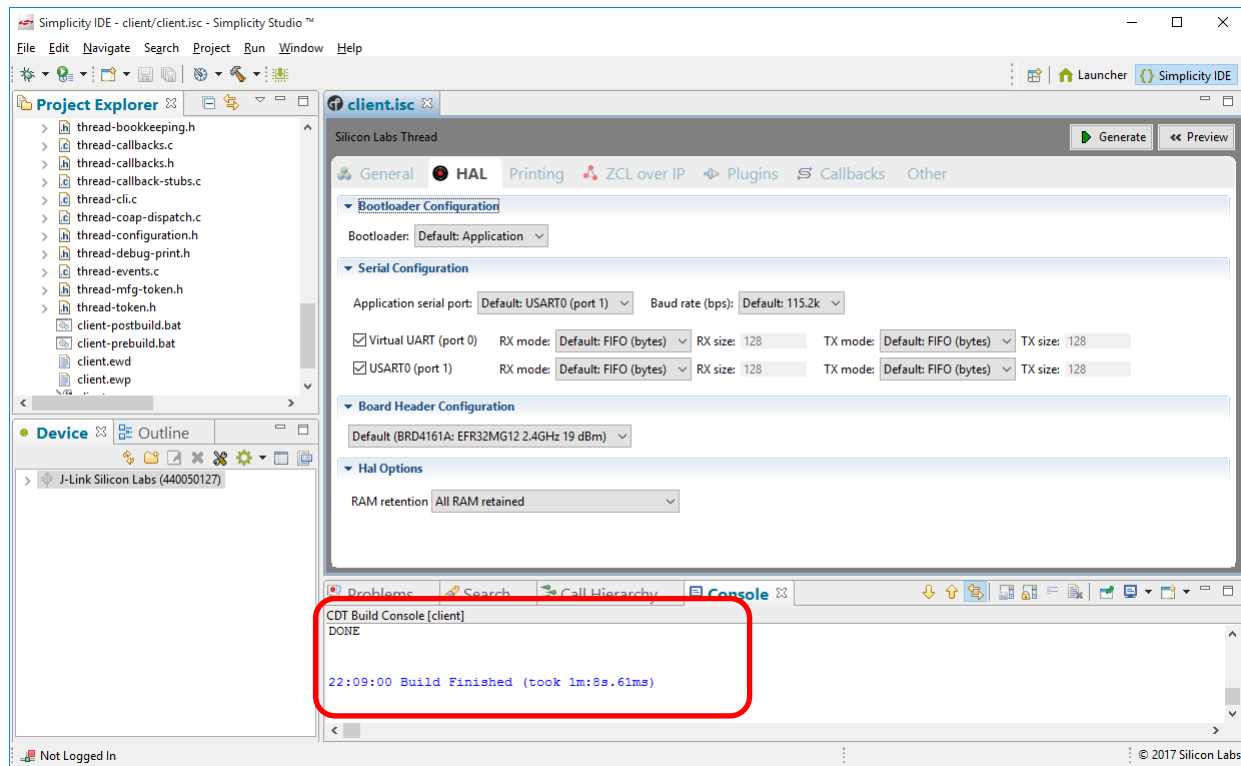 Simplicity IDE - client/client.isc - Simplicity Studio ™
File Edit Navigate Search Project Run Window Help
Launcher Simplicity IDE
Project Explorer
thread-bookkeeping.h
thread-callbacks.c
thread-callbacks.h
thread-callback-stubs.c
thread-cli.c
thread-coap-dispatch.c
thread-configuration.h
thread-debug-print.h
thread-events.c
thread-mfg-token.h
thread-token.h
client-postbuild.bat
client-prebuild.bat
client.ewd
client.ewp
Device Outline
J-Link Silicon Labs (440050127)
client.isc
Silicon Labs Thread Generate Preview
General HAL Printing ZCL over IP Plugins Callbacks Other
Bootloader Configuration
Bootloader: Default: Application
Serial Configuration
Application serial port: Default: USART0 (port 1) Baud rate (bps): Default: 115.2k
Virtual UART (port 0) RX mode: Default: FIFO (bytes) RX size: 128 TX mode: Default: FIFO (bytes) TX size: 128
USART0 (port 1) RX mode: Default: FIFO (bytes) RX size: 128 TX mode: Default: FIFO (bytes) TX size: 128
Board Header Configuration
Default (BRD4161A: EFR32MG12 2.4GHz 19 dBm)
Hal Options
RAM retention All RAM retained
Problems Search Call Hierarchy Console
CDT Build Console [client]
DONE
22:09:00 Build Finished (took 1m:8s.61ms)
Not Logged In © 2017 Silicon Labs